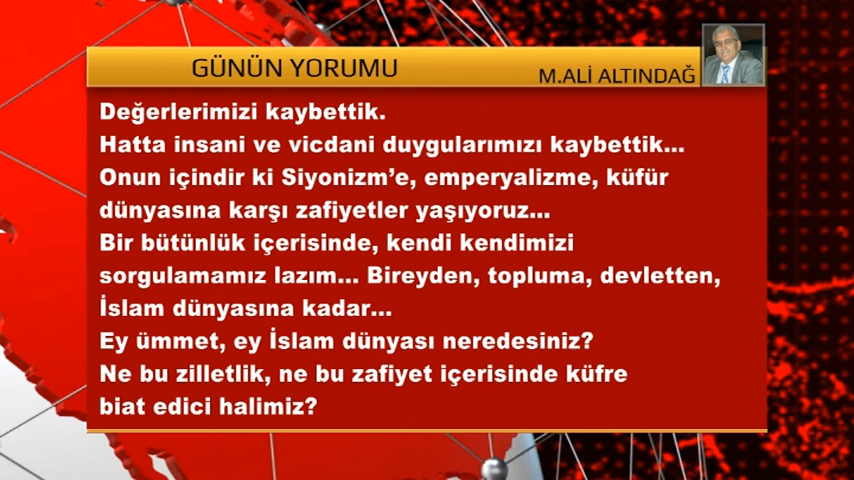 GÜNÜN YORUMU
M.ALİ ALTINDAĞ
Değerlerimizi kaybettik.
Hatta insani ve vicdani duygularımızı kaybettik...
Onun içindir ki Siyonizm’e, emperyalizme, küfür
dünyasına karşı zafiyetler yaşıyoruz...
Bir bütünlük içerisinde, kendi kendimizi
sorgulamamız lazım... Bireyden, topluma, devletten,
İslam dünyasına kadar...
Ey ümmet, ey İslam dünyası neredesiniz?
Ne bu zilletlik, ne bu zafiyet içerisinde küfre
biat edici halimiz?